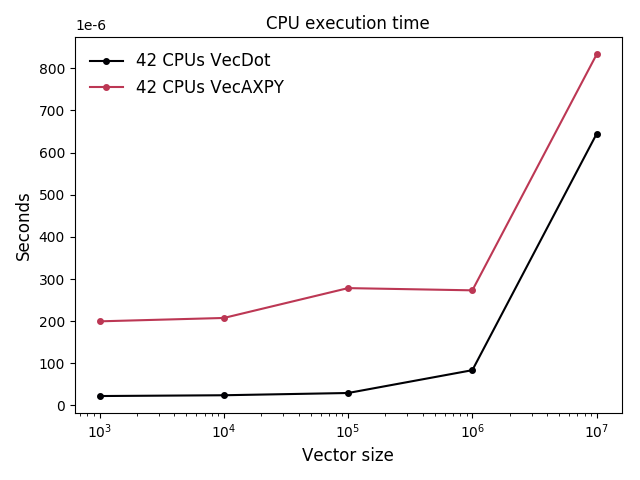 CPU execution time
1e-6
42 CPUs VecDot
42 CPUs VecAXPY
800
700
600
500
400
300
200
100
0
Seconds
10³ 10⁴ 10⁵ 10⁶ 10⁷
Vector size